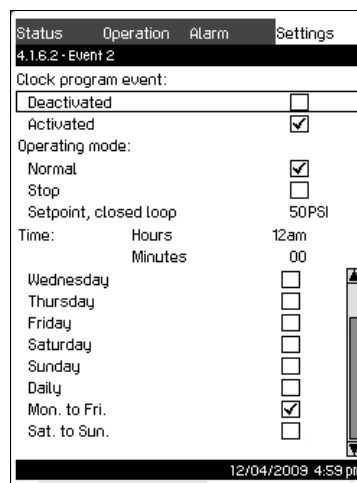 Status Operation Alarm Settings
4.1.6.2 - Event 2
Clock program event:
Deactivated
Activated
Operating mode:
Normal
Stop
Setpoint, closed loop 50PSI
Time: Hours 12am
Minutes 00
Wednesday
Thursday
Friday
Saturday
Sunday
Daily
Mon. to Fri.
Sat. to Sun.
12/04/2009 4:59 pm